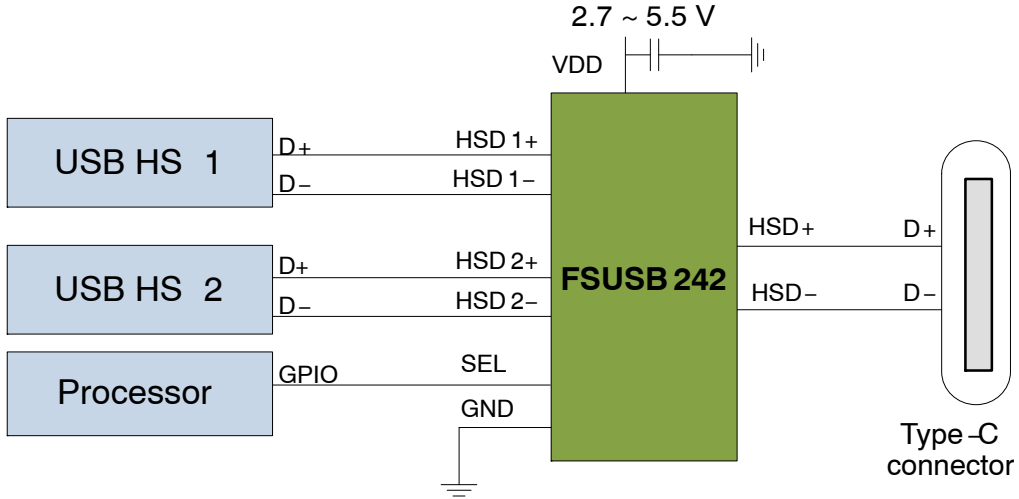 2.7 ~ 5.5 V
VDD
USB HS 1
D+
HSD 1+
D−
HSD 1−
USB HS 2
D+
HSD 2+
D−
HSD 2−
FSUSB 242
HSD+
D+
HSD−
D−
Processor
GPIO
SEL
GND
Type−C
connector